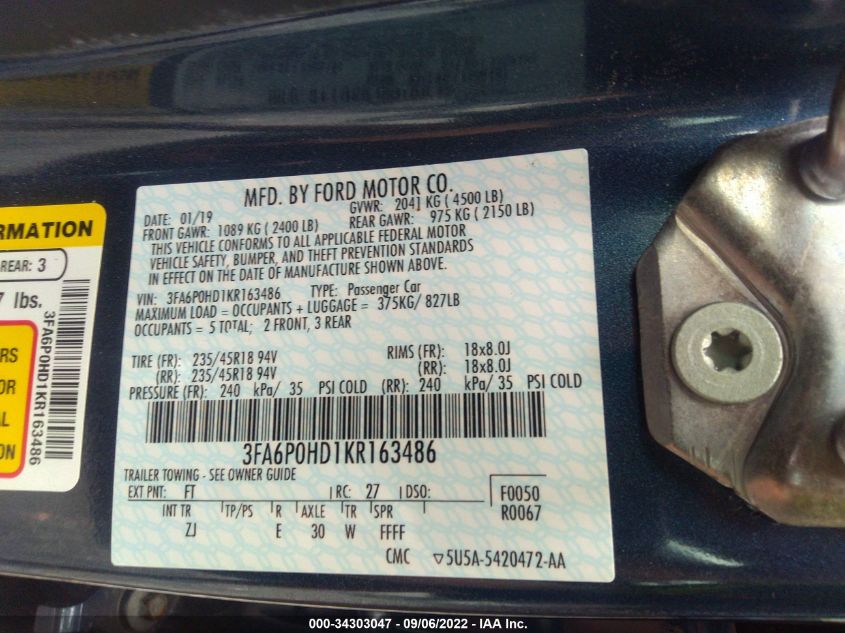 MFD. BY FORD MOTOR CO.
DATE: 01/19 GVWR: 2041 KG (4500 LB)
FRONT GAWR: 1089 KG (2400 LB) REAR GAWR: 975 KG (2150 LB)
THIS VEHICLE CONFORMS TO ALL APPLICABLE FEDERAL MOTOR
VEHICLE SAFETY, BUMPER, AND THEFT PREVENTION STANDARDS
IN EFFECT ON THE DATE OF MANUFACTURE SHOWN ABOVE.
VIN: 3FA6P0HD1KR163486 TYPE: Passenger Car
MAXIMUM LOAD = OCCUPANTS + LUGGAGE = 375KG/ 827LB
OCCUPANTS = 5 TOTAL; 2 FRONT, 3 REAR
TIRE (FR): 235/45R18 94V RIMS (FR): 18x8.0J
(RR): 235/45R18 94V (RR): 18x8.0J
PRESSURE (FR): 240 kPa/ 35 PSI COLD (RR): 240 kPa/ 35 PSI COLD
3FA6P0HD1KR163486
TRAILER TOWING - SEE OWNER GUIDE
EXT PNT: FT RC: 27 DSO: F0050
INT TR TP/PS R AXLE TR SPR R0067
ZJ E 30 W FFFF
CMC ▽5U5A-5420472-AA
RMATION
REAR: 3
7 lbs.
RS
OR
AL
ON
3FA6P0HD1KR163486
000-34303047 - 09/06/2022 - IAA Inc.